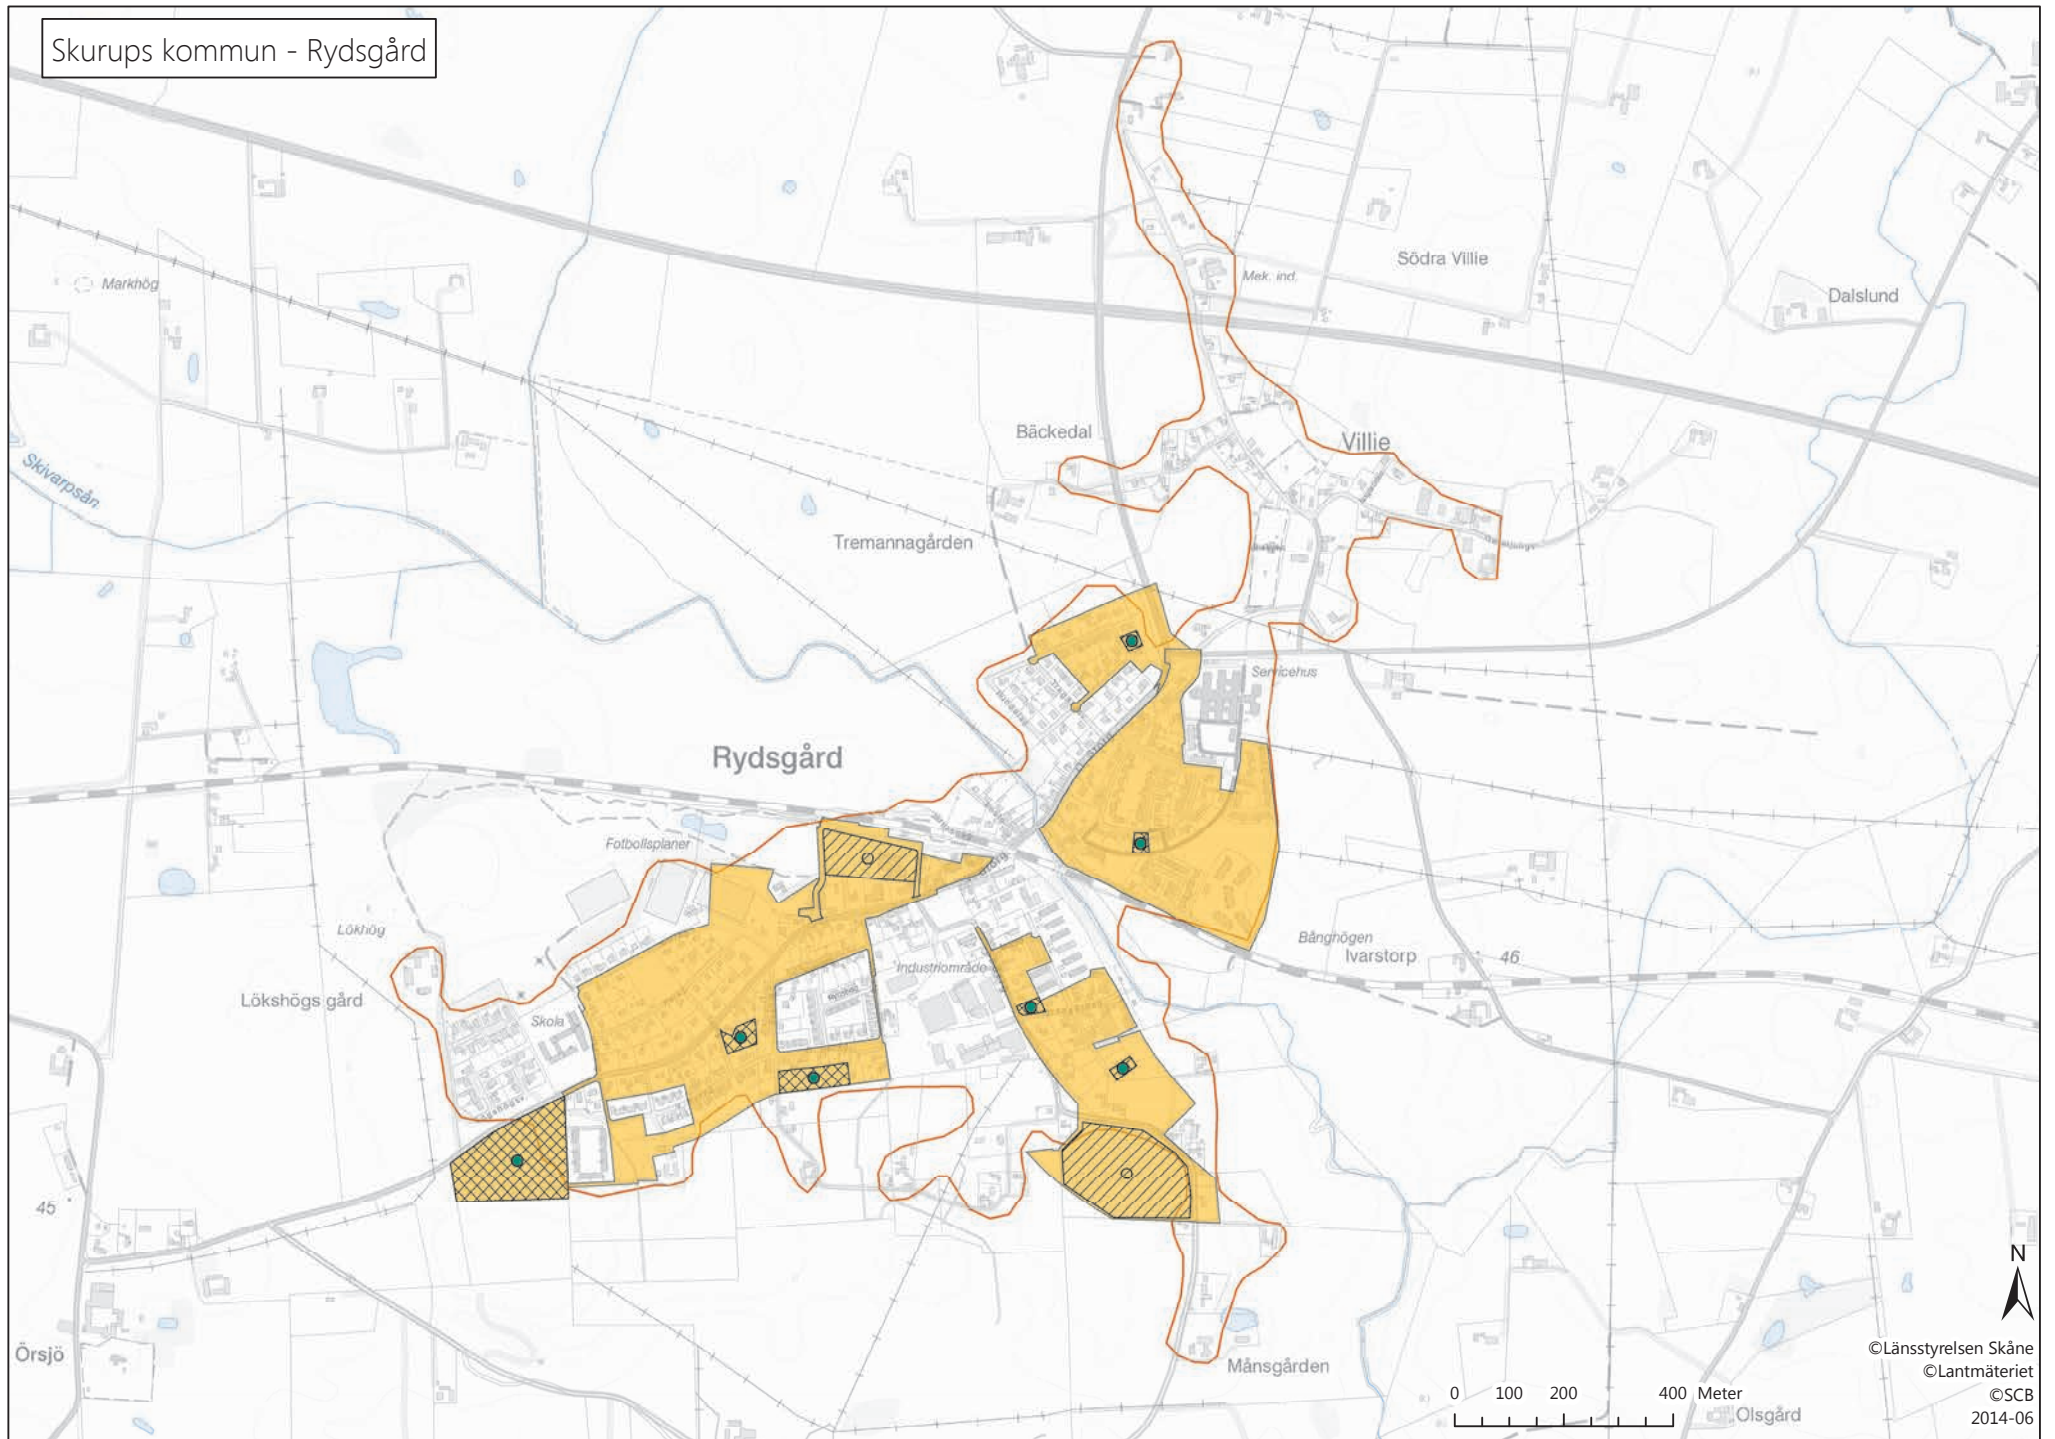 Skurups kommun - Rydsgård
Markhög
Mek. ind.
Södra Villie
Dalslund
Bäckedal
Villie
Skivarpsån
Tremannagården
Servicehus
Rydsgård
Fotbollsplaner
Lökhög
Lökshögs gård
Skola
Industriområde
Bånghögen
Ivarstorp
46
45
Örsjö
Månsgården
Olsgård
N
0 100 200 400 Meter
©Länsstyrelsen Skåne
©Lantmäteriet
©SCB
2014-06